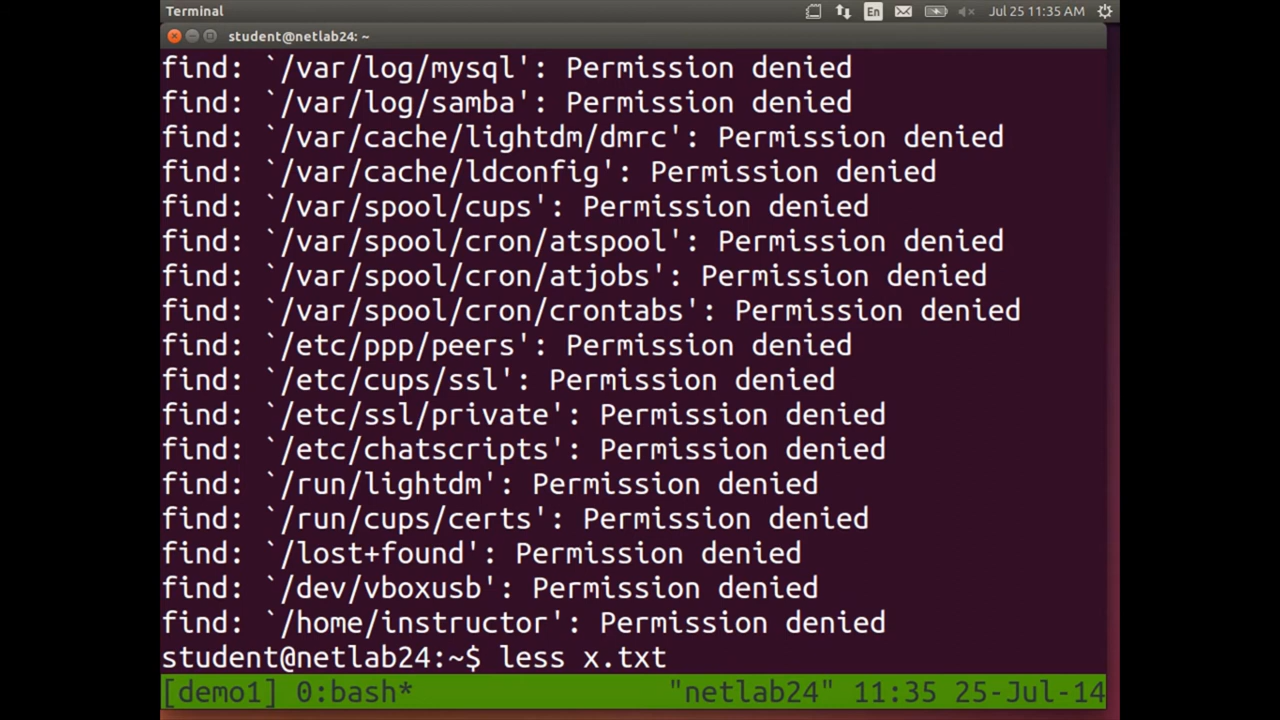 Terminal
En
Jul 25 11:35 AM
student@netlab24: ~
find: `/var/log/mysql': Permission denied
find: `/var/log/samba': Permission denied
find: `/var/cache/lightdm/dmrc': Permission denied
find: `/var/cache/ldconfig': Permission denied
find: `/var/spool/cups': Permission denied
find: `/var/spool/cron/atspool': Permission denied
find: `/var/spool/cron/atjobs': Permission denied
find: `/var/spool/cron/crontabs': Permission denied
find: `/etc/ppp/peers': Permission denied
find: `/etc/cups/ssl': Permission denied
find: `/etc/ssl/private': Permission denied
find: `/etc/chatscripts': Permission denied
find: `/run/lightdm': Permission denied
find: `/run/cups/certs': Permission denied
find: `/lost+found': Permission denied
find: `/dev/vboxusb': Permission denied
find: `/home/instructor': Permission denied
student@netlab24:~$ less x.txt
[demo1] 0:bash* "netlab24" 11:35 25-Jul-14